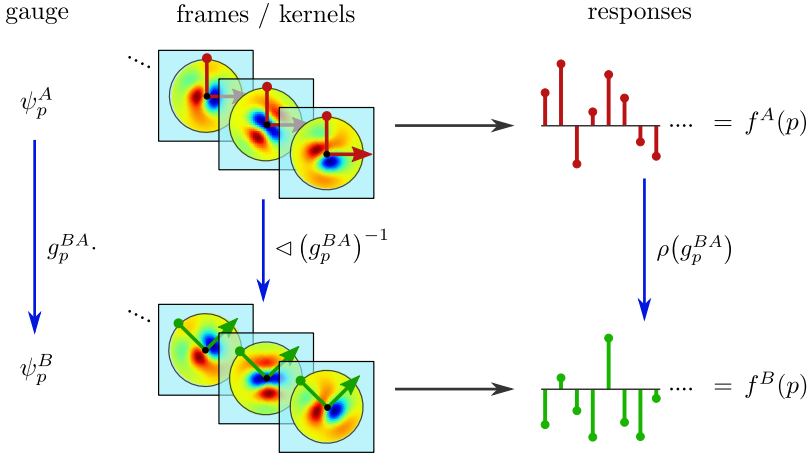 gauge frames / kernels responses
ψ_p^A .... = f^A(p)
g_p^{BA}· ◁ (g_p^{BA})^{-1} ρ(g_p^{BA})
ψ_p^B .... = f^B(p)